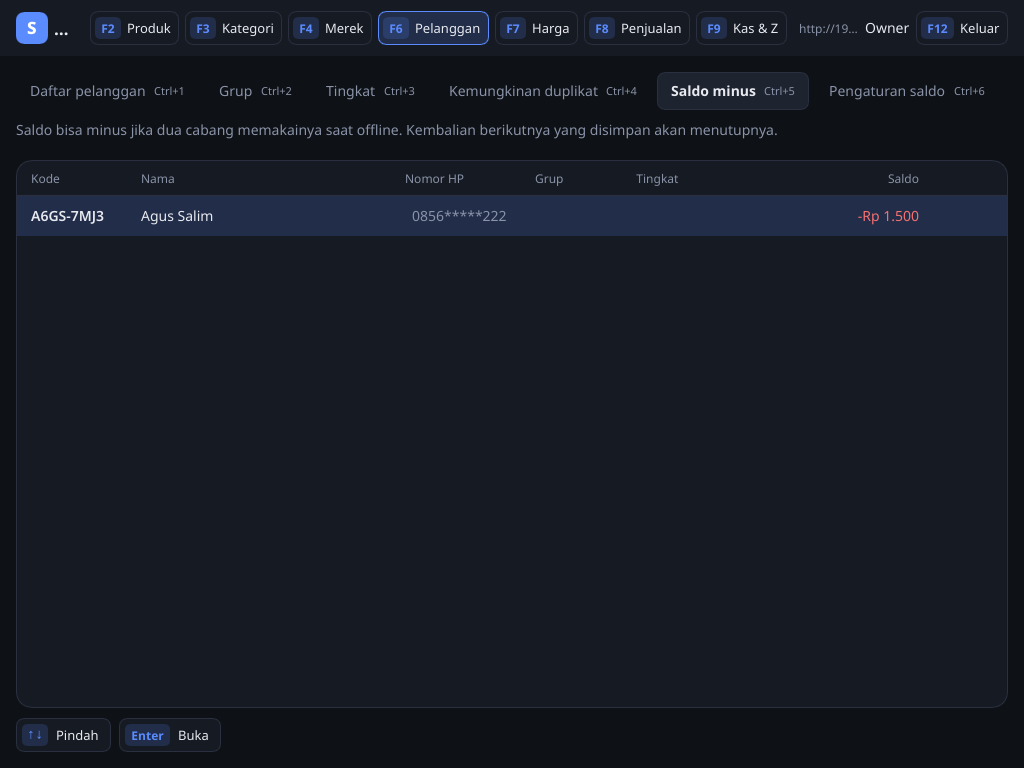 S ... F2 Produk F3 Kategori F4 Merek F6 Pelanggan F7 Harga F8 Penjualan F9 Kas & Z http://19... Owner F12 Keluar
Daftar pelanggan Ctrl+1 Grup Ctrl+2 Tingkat Ctrl+3 Kemungkinan duplikat Ctrl+4 Saldo minus Ctrl+5 Pengaturan saldo Ctrl+6
Saldo bisa minus jika dua cabang memakainya saat offline. Kembalian berikutnya yang disimpan akan menutupnya.
Kode Nama Nomor HP Grup Tingkat Saldo
A6GS-7MJ3 Agus Salim 0856*****222 -Rp 1.500
↑↓ Pindah Enter Buka